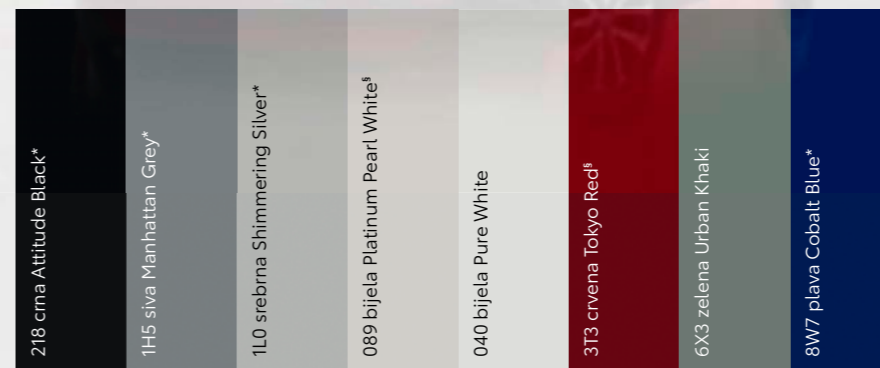 218 crna Attitude Black*
1H5 siva Manhattan Grey*
1L0 srebrna Shimmering Silver*
089 bijela Platinum Pearl White§
040 bijela Pure White
3T3 crvena Tokyo Red§
6X3 zelena Urban Khaki
8W7 plava Cobalt Blue*